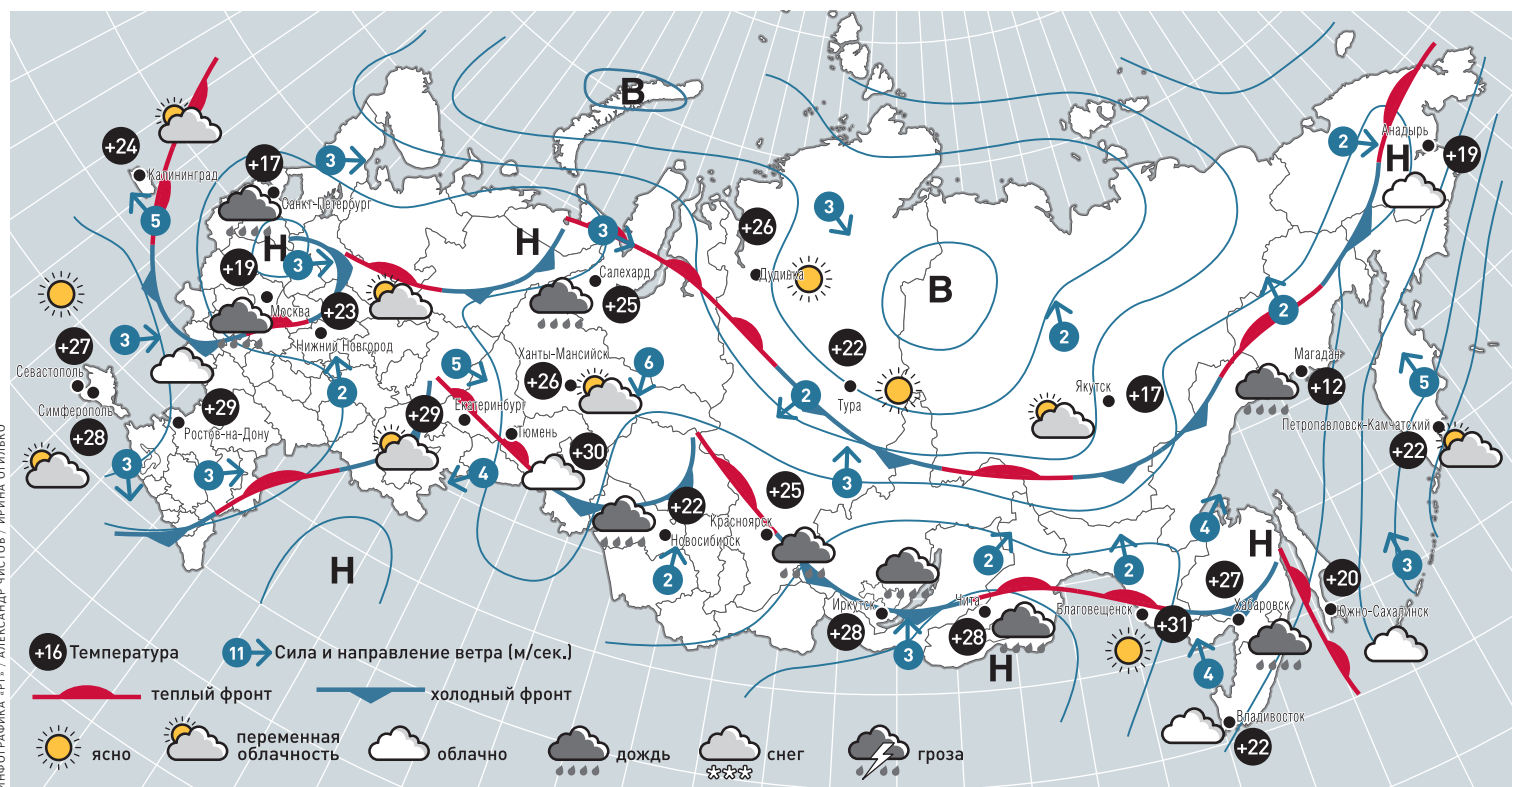 В
2
Анадырь
+24
+17
3
Н
+19
Калининград
Санкт-Петербург
5
3
+26
3
Н
Н
+19
3
Салехард
Дудинка
В
Москва
+23
+25
2
2
+27
3
Нижний Новгород
+22
Севастополь
5
Ханты-Мансийск
6
Магадан
+26
Якутск
+17
+12
5
Симферополь
+29
2
+29
Екатеринбург
2
Тура
+28
Ростов-на-Дону
Тюмень
Петропавловск-Камчатский
+30
+22
3
3
4
3
+25
+22
Красноярск
4
Новосибирск
Н
Н
2
2
2
3
+27
+20
Иркутск
Чита
Благовещенск
Хабаровск
Южно-Сахалинск
+28
+28
+31
3
Н
4
Владивосток
+22
+16 Температура
11 Сила и направление ветра (м/сек.)
теплый фронт
холодный фронт
ясно
переменная
облачность
облачно
дождь
снег
гроза
ИНФОГРАФИКА «РГ» / АЛЕКСАНДР ЧИСТОВ / ИРИНА ОТИЛЬКО